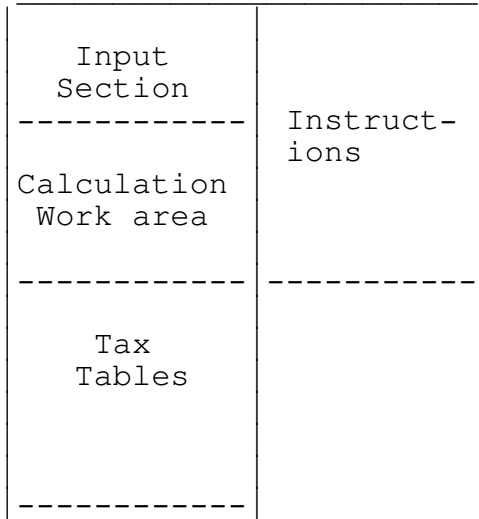 Input
Section
Instruct-
ions
Calculation
Work area
Tax
Tables